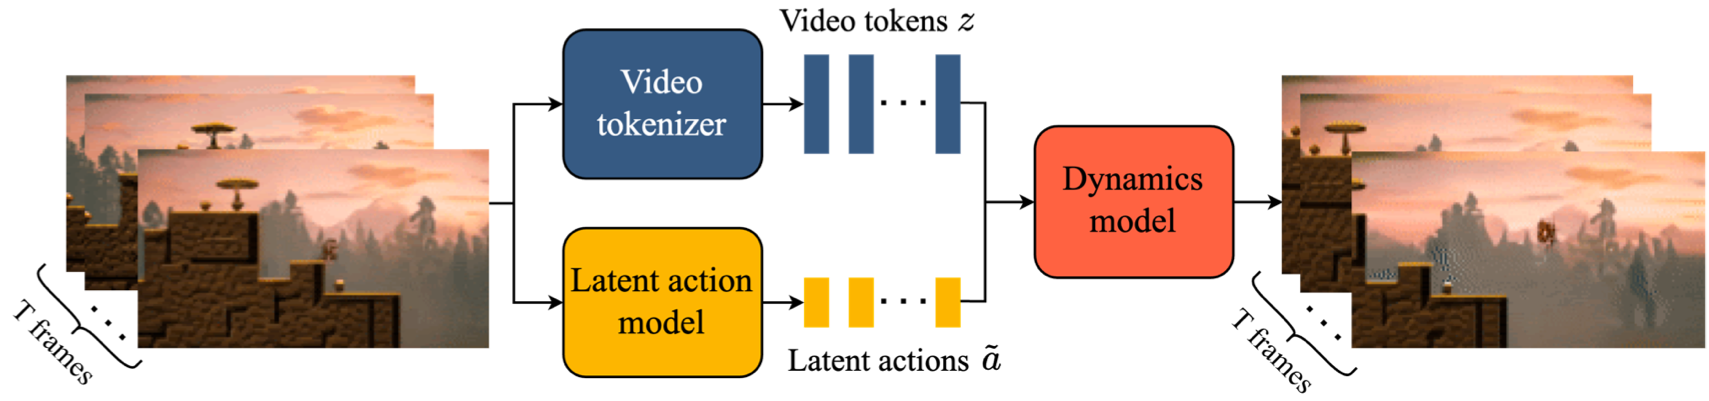 T frames
Video
tokenizer
Video tokens z
Latent action
model
Latent actions ã
Dynamics
model
T frames